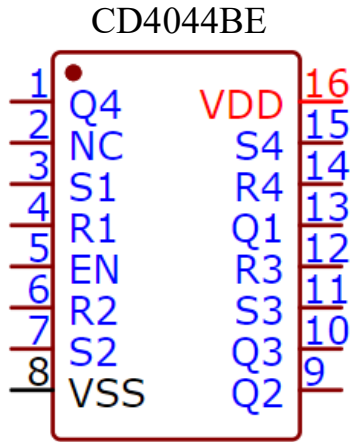 CD4044BE
1 Q4 VDD 16
2 NC S4 15
3 S1 R4 14
4 R1 Q1 13
5 EN R3 12
6 R2 S3 11
7 S2 Q3 10
8 VSS Q2 9